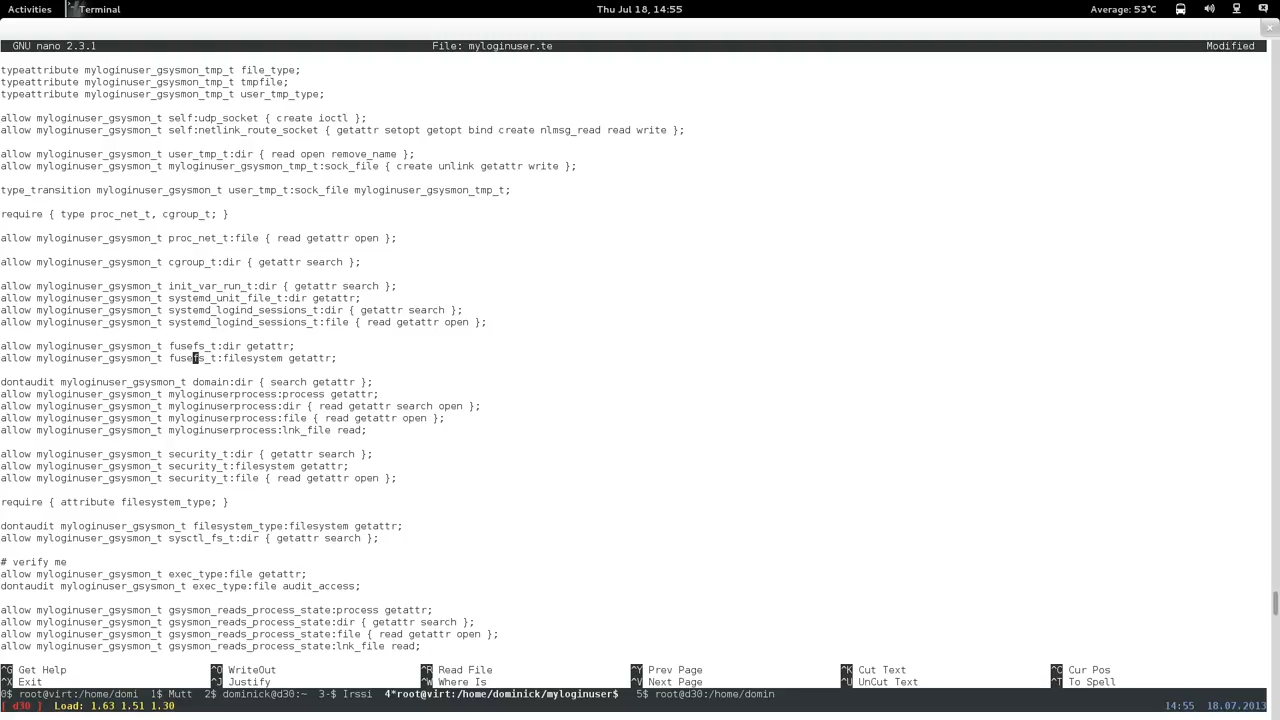 Activities Terminal Thu Jul 18, 14:55 Average: 53°C
GNU nano 2.3.1 File: myloginuser.te Modified
typeattribute myloginuser_gsysmon_tmp_t file_type;
typeattribute myloginuser_gsysmon_tmp_t tmpfile;
typeattribute myloginuser_gsysmon_tmp_t user_tmp_type;
allow myloginuser_gsysmon_t self:udp_socket { create ioctl };
allow myloginuser_gsysmon_t self:netlink_route_socket { getattr setopt getopt bind create nlmsg_read read write };
allow myloginuser_gsysmon_t user_tmp_t:dir { read open remove_name };
allow myloginuser_gsysmon_t myloginuser_gsysmon_tmp_t:sock_file { create unlink getattr write };
type_transition myloginuser_gsysmon_t user_tmp_t:sock_file myloginuser_gsysmon_tmp_t;
require { type proc_net_t, cgroup_t; }
allow myloginuser_gsysmon_t proc_net_t:file { read getattr open };
allow myloginuser_gsysmon_t cgroup_t:dir { getattr search };
allow myloginuser_gsysmon_t init_var_run_t:dir { getattr search };
allow myloginuser_gsysmon_t systemd_unit_file_t:dir getattr;
allow myloginuser_gsysmon_t systemd_logind_sessions_t:dir { getattr search };
allow myloginuser_gsysmon_t systemd_logind_sessions_t:file { read getattr open };
allow myloginuser_gsysmon_t fusefs_t:dir getattr;
allow myloginuser_gsysmon_t fusefs_t:filesystem getattr;
dontaudit myloginuser_gsysmon_t domain:dir { search getattr };
allow myloginuser_gsysmon_t myloginuserprocess:process getattr;
allow myloginuser_gsysmon_t myloginuserprocess:dir { read getattr search open };
allow myloginuser_gsysmon_t myloginuserprocess:file { read getattr open };
allow myloginuser_gsysmon_t myloginuserprocess:lnk_file read;
allow myloginuser_gsysmon_t security_t:dir { getattr search };
allow myloginuser_gsysmon_t security_t:filesystem getattr;
allow myloginuser_gsysmon_t security_t:file { read getattr open };
require { attribute filesystem_type; }
dontaudit myloginuser_gsysmon_t filesystem_type:filesystem getattr;
allow myloginuser_gsysmon_t sysctl_fs_t:dir { getattr search };
# verify me
allow myloginuser_gsysmon_t exec_type:file getattr;
dontaudit myloginuser_gsysmon_t exec_type:file audit_access;
allow myloginuser_gsysmon_t gsysmon_reads_process_state:process getattr;
allow myloginuser_gsysmon_t gsysmon_reads_process_state:dir { getattr search };
allow myloginuser_gsysmon_t gsysmon_reads_process_state:file { read getattr open };
allow myloginuser_gsysmon_t gsysmon_reads_process_state:lnk_file read;
^G Get Help ^O WriteOut ^R Read File ^Y Prev Page ^K Cut Text ^C Cur Pos
^X Exit ^J Justify ^W Where Is ^V Next Page ^U UnCut Text ^T To Spell
0$ root@virt:/home/domi 1$ Mutt 2$ dominick@d30:~ 3-$ Irssi 4*root@virt:/home/dominick/myloginuser$ 5$ root@d30:/home/domin
[ d30 ] Load: 1.63 1.51 1.30 14:55 18.07.2013